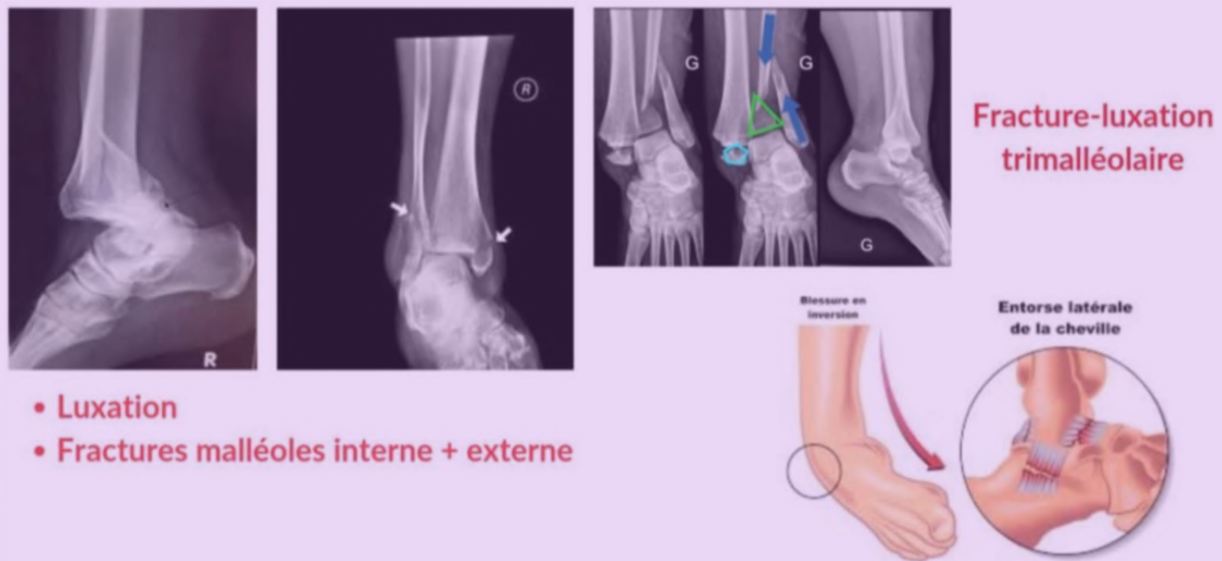 R
R
G
G
G
Fracture-luxation
trimalléolaire
• Luxation
• Fractures malléoles interne + externe
Blessure en
inversion
Entorse latérale
de la cheville